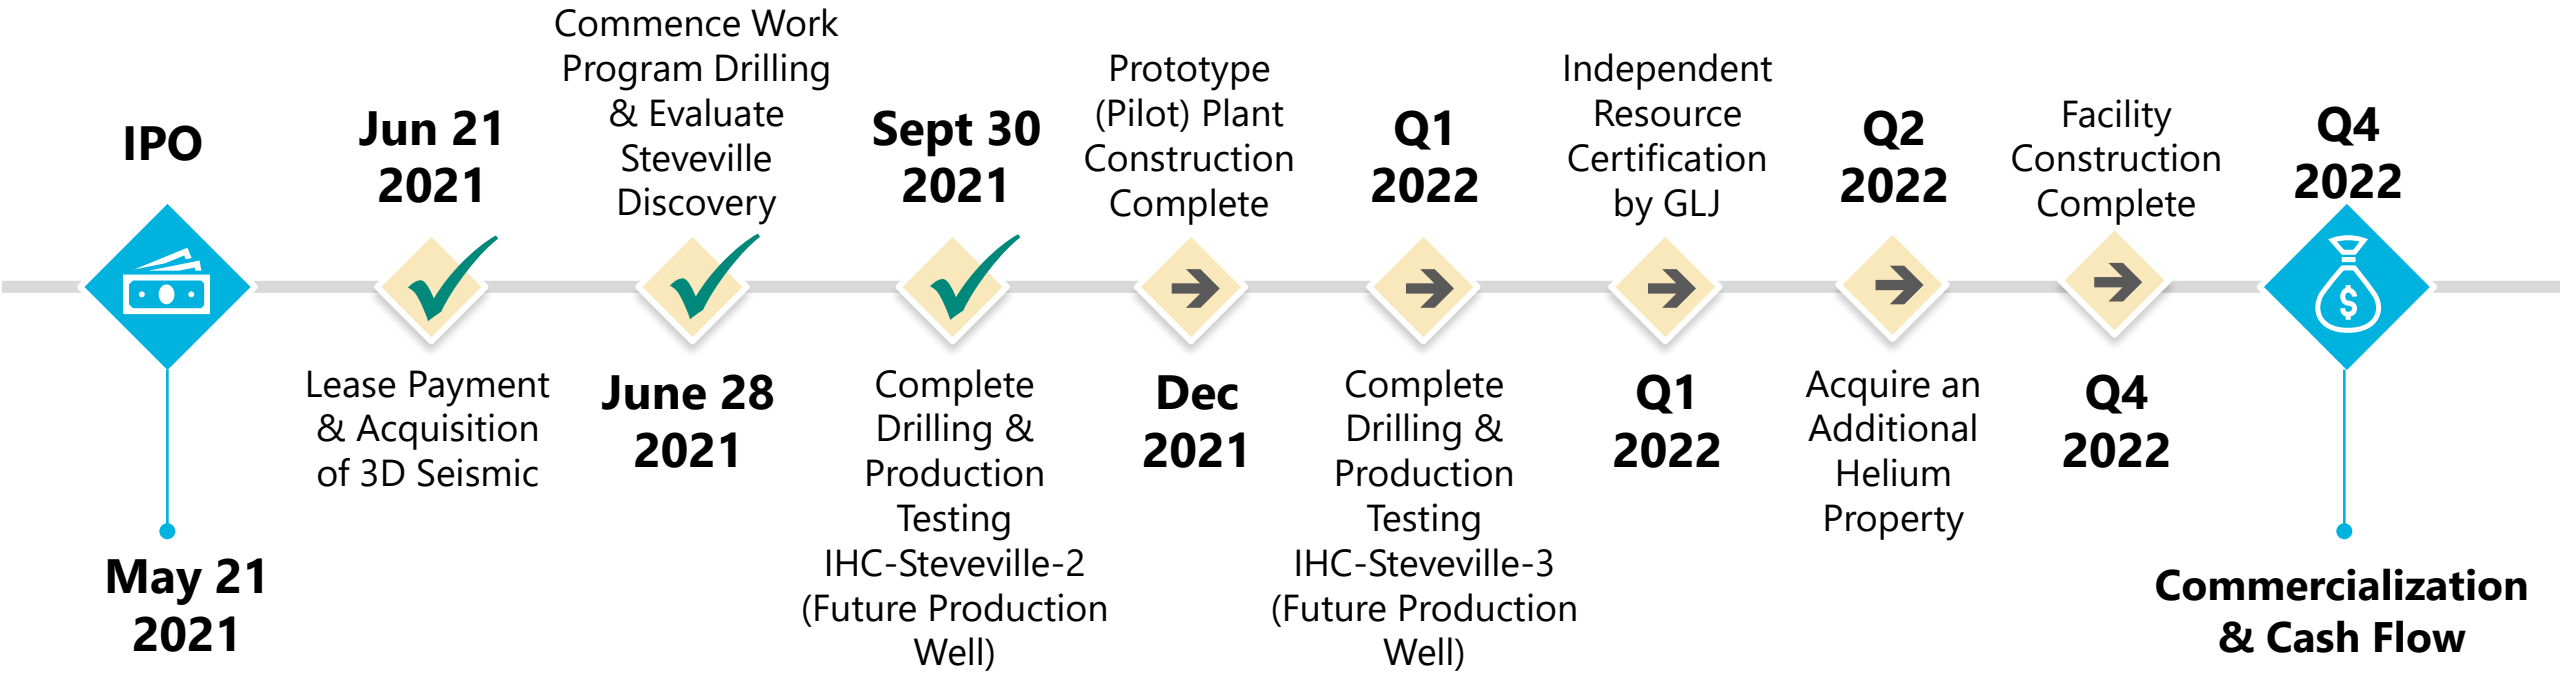 IPO
May 21
2021
Jun 21
2021
Lease Payment
& Acquisition
of 3D Seismic
Commence Work
Program Drilling
& Evaluate
Steveville
Discovery
June 28
2021
Sept 30
2021
Complete
Drilling &
Production
Testing
IHC-Steveville-2
(Future Production
Well)
Prototype
(Pilot) Plant
Construction
Complete
Dec
2021
Q1
2022
Complete
Drilling &
Production
Testing
IHC-Steveville-3
(Future Production
Well)
Independent
Resource
Certification
by GLJ
Q1
2022
Q2
2022
Acquire an
Additional
Helium
Property
Facility
Construction
Complete
Q4
2022
Q4
2022
$
Commercialization
& Cash Flow